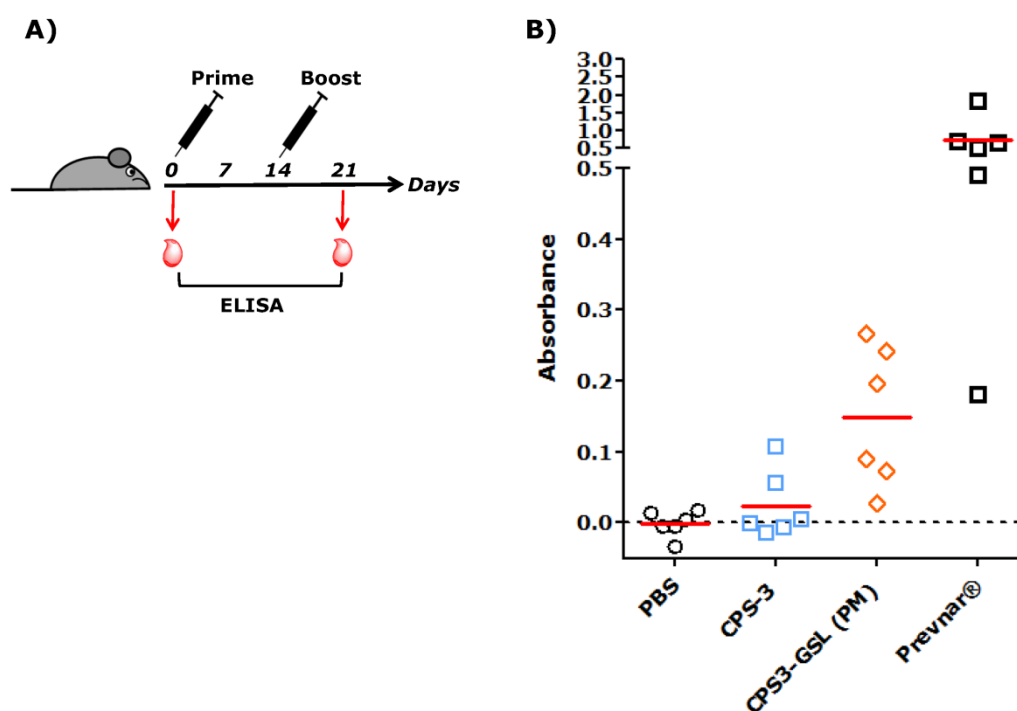 A)
Prime
Boost
0
7
14
21
Days
ELISA
B)
3.0
2.5
2.0
1.5
1.0
0.5
0.5
0.4
0.3
0.2
0.1
0.0
Absorbance
PBS
CPS-3
CPS3-GSL (PM)
Prevnar®